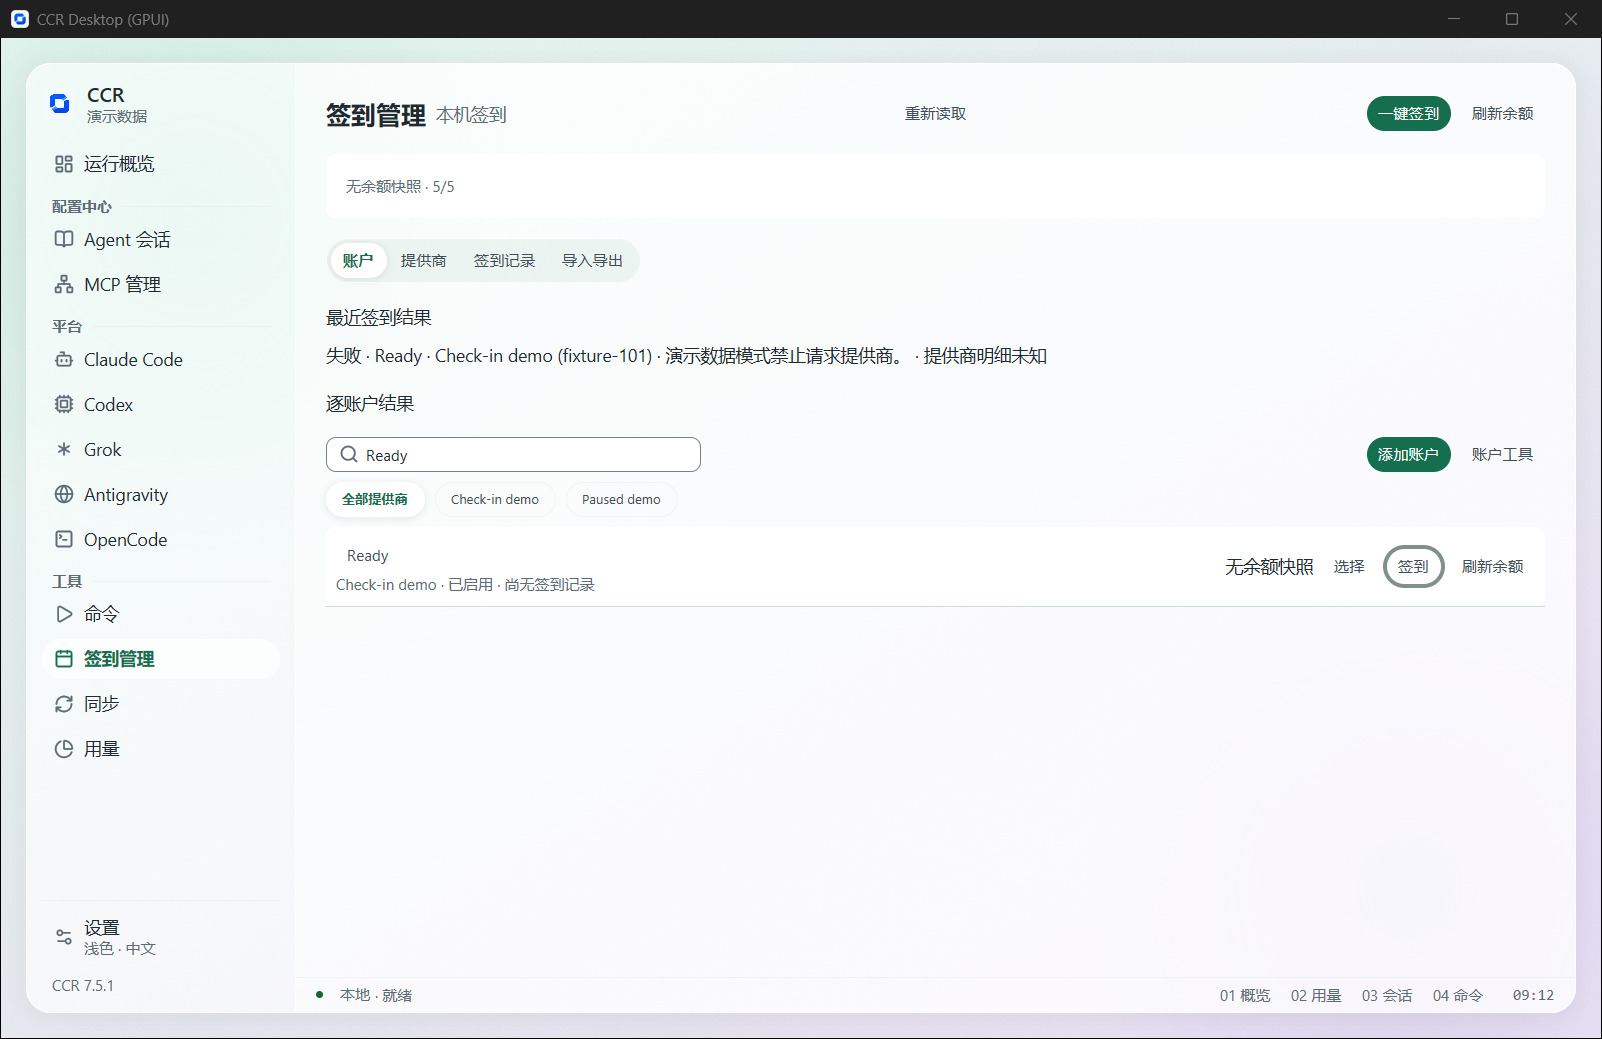 CCR Desktop (GPUI)
CCR
演示数据
运行概览
配置中心
Agent 会话
MCP 管理
平台
Claude Code
Codex
Grok
Antigravity
OpenCode
工具
命令
签到管理
同步
用量
设置
浅色 · 中文
CCR 7.5.1
签到管理 本机签到
重新读取
一键签到
刷新余额
无余额快照 · 5/5
账户
提供商
签到记录
导入导出
最近签到结果
失败 · Ready · Check-in demo (fixture-101) · 演示数据模式禁止请求提供商。 · 提供商明细未知
逐账户结果
Ready
添加账户
账户工具
全部提供商
Check-in demo
Paused demo
Ready
Check-in demo · 已启用 · 尚无签到记录
无余额快照
选择
签到
刷新余额
本地 · 就绪
01 概览
02 用量
03 会话
04 命令
09:12